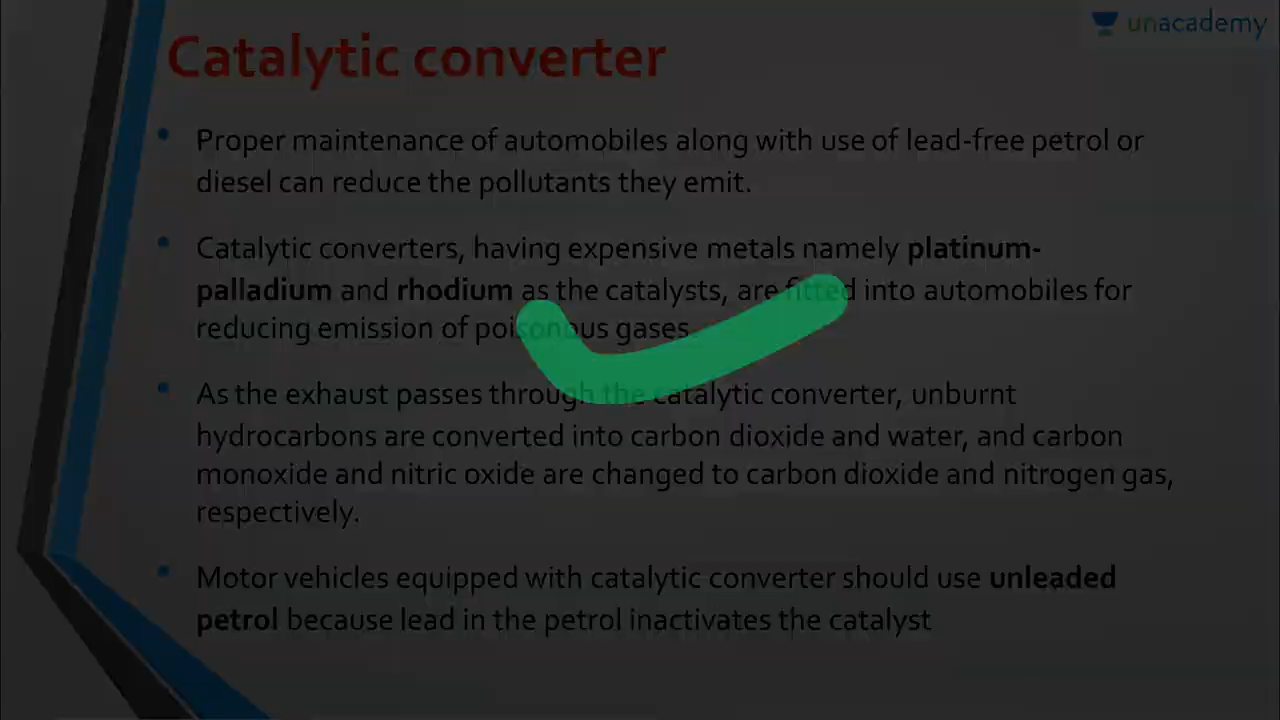 unacademy
Catalytic converter
• Proper maintenance of automobiles along with use of lead-free petrol or
diesel can reduce the pollutants they emit.
• Catalytic converters, having expensive metals namely platinum-
palladium and rhodium as the catalysts, are fitted into automobiles for
reducing emission of poisonous gases.
• As the exhaust passes through the catalytic converter, unburnt
hydrocarbons are converted into carbon dioxide and water, and carbon
monoxide and nitric oxide are changed to carbon dioxide and nitrogen gas,
respectively.
• Motor vehicles equipped with catalytic converter should use unleaded
petrol because lead in the petrol inactivates the catalyst